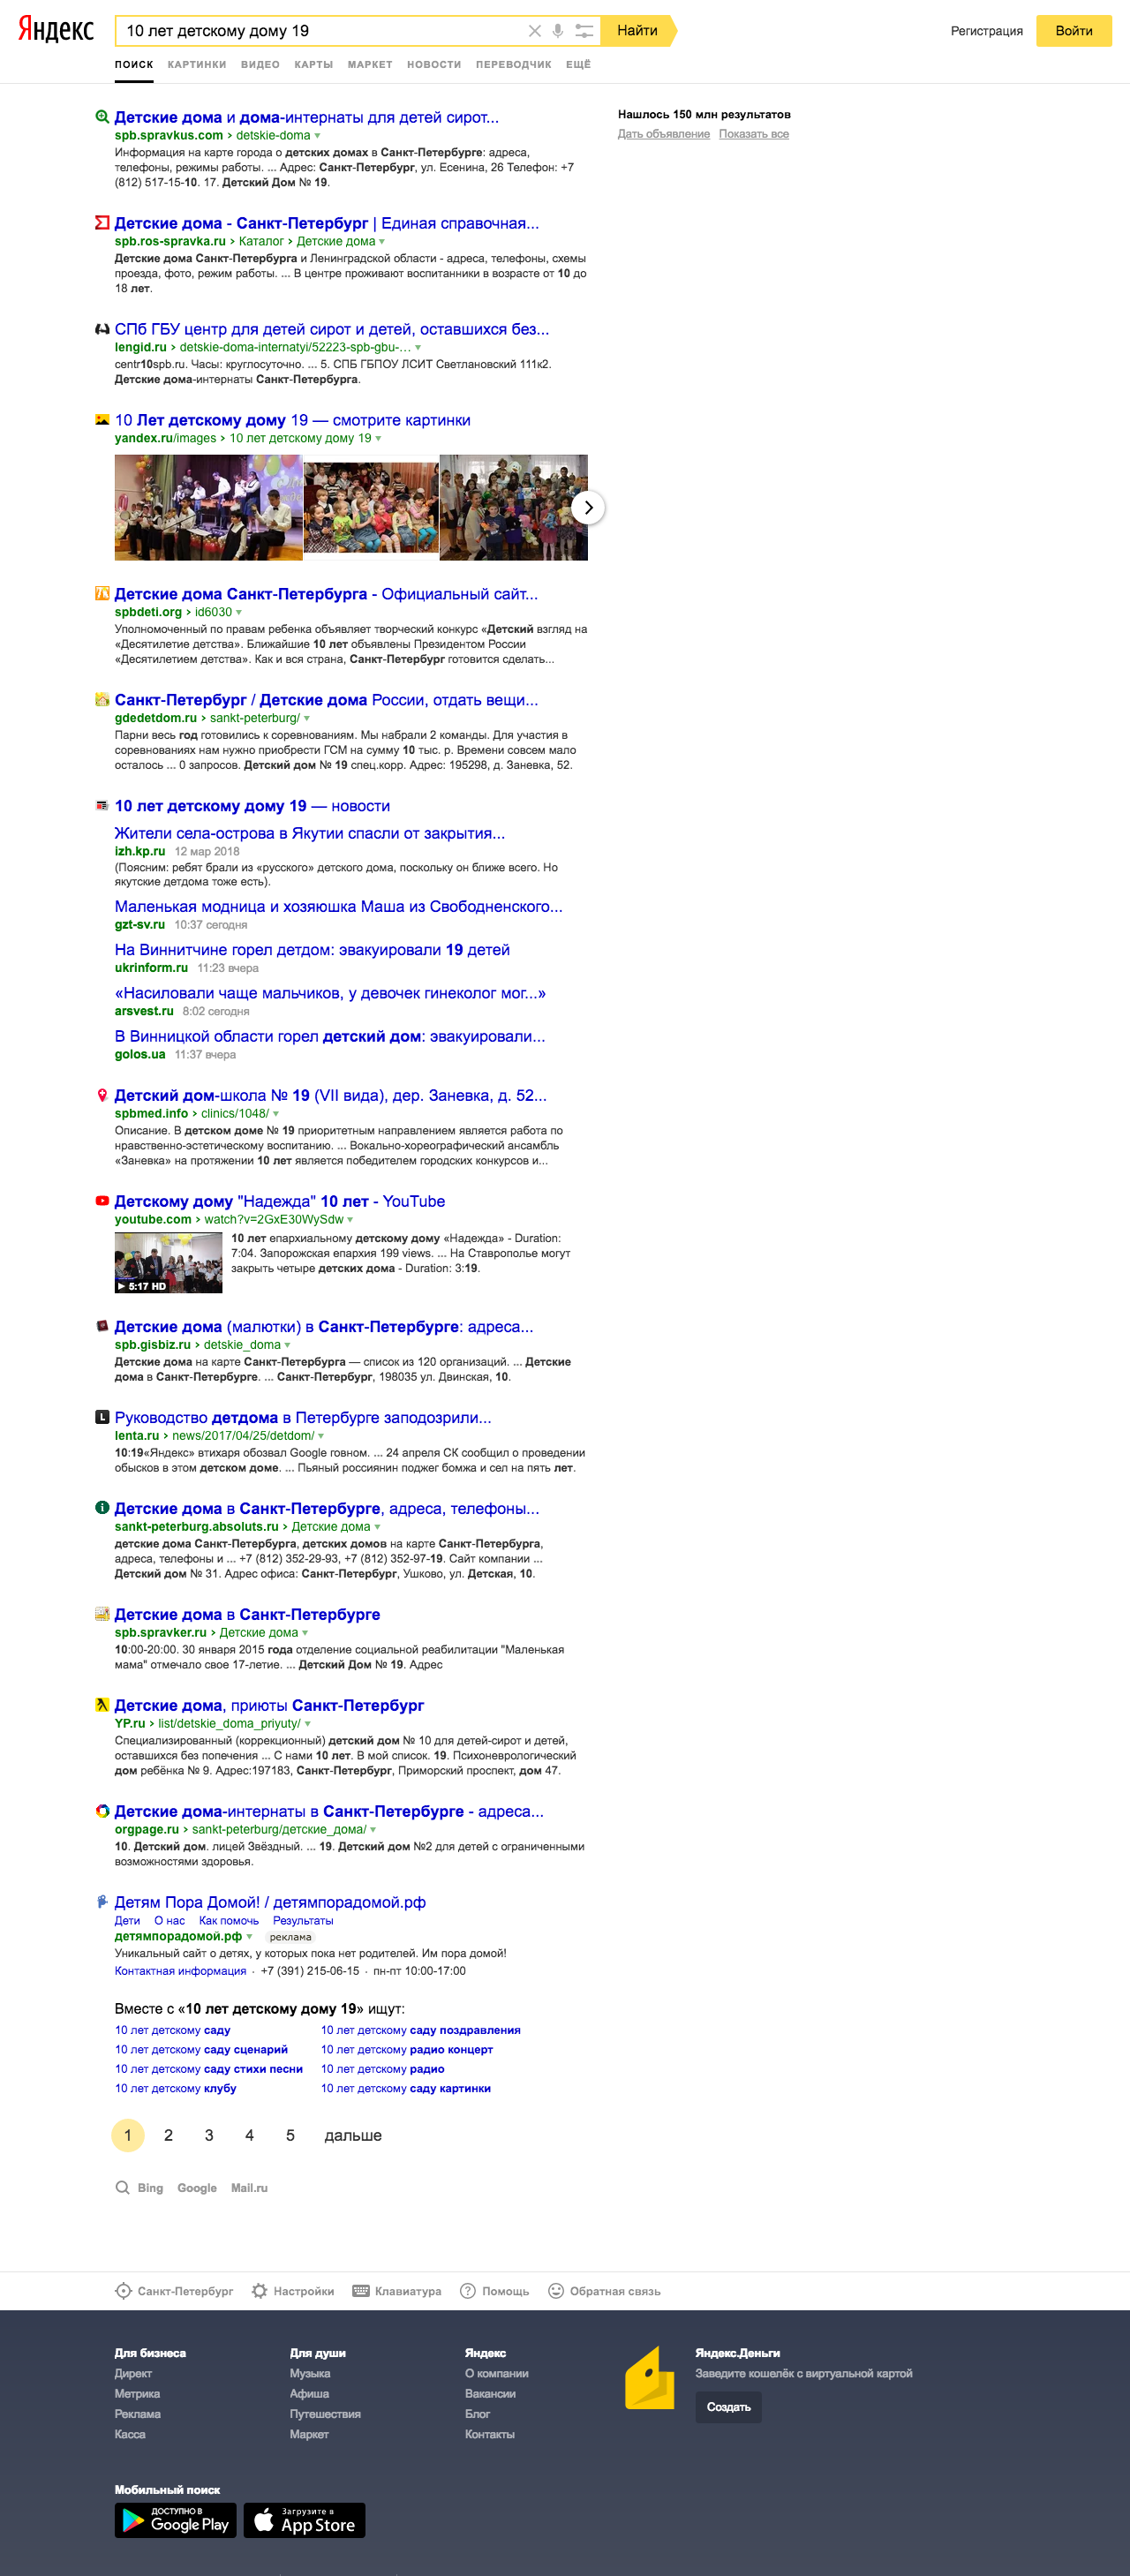 Яндекс
10 лет детскому дому 19
Найти
Регистрация
Войти
ПОИСК КАРТИНКИ ВИДЕО КАРТЫ МАРКЕТ НОВОСТИ ПЕРЕВОДЧИК ЕЩЁ
Нашлось 150 млн результатов
Дать объявление Показать все
Детские дома и дома-интернаты для детей сирот...
spb.spravkus.com › detskie-doma
Информация на карте города о детских домах в Санкт-Петербурге: адреса,
телефоны, режимы работы. ... Адрес: Санкт-Петербург, ул. Есенина, 26 Телефон: +7
(812) 517-15-10. 17. Детский Дом № 19.
Детские дома - Санкт-Петербург | Единая справочная...
spb.ros-spravka.ru › Каталог › Детские дома
Детские дома Санкт-Петербурга и Ленинградской области - адреса, телефоны, схемы
проезда, фото, режим работы. ... В центре проживают воспитанники в возрасте от 10 до
18 лет.
СПб ГБУ центр для детей сирот и детей, оставшихся без...
lengid.ru › detskie-doma-internatyi/52223-spb-gbu-...
centr10spb.ru. Часы: круглосуточно. ... 5. СПБ ГБПОУ ЛСИТ Светлановский 111к2.
Детские дома-интернаты Санкт-Петербурга.
10 Лет детскому дому 19 — смотрите картинки
yandex.ru/images › 10 лет детскому дому 19
Детские дома Санкт-Петербурга - Официальный сайт...
spbdeti.org › id6030
Уполномоченный по правам ребенка объявляет творческий конкурс «Детский взгляд на
«Десятилетие детства». Ближайшие 10 лет объявлены Президентом России
«Десятилетием детства». Как и вся страна, Санкт-Петербург готовится сделать...
Санкт-Петербург / Детские дома России, отдать вещи...
gdedetdom.ru › sankt-peterburg/
Парни весь год готовились к соревнованиям. Мы набрали 2 команды. Для участия в
соревнованиях нам нужно приобрести ГСМ на сумму 10 тыс. р. Времени совсем мало
осталось ... 0 запросов. Детский дом № 19 спец.корр. Адрес: 195298, д. Заневка, 52.
10 лет детскому дому 19 — новости
Жители села-острова в Якутии спасли от закрытия...
izh.kp.ru 12 мар 2018
(Поясним: ребят брали из «русского» детского дома, поскольку он ближе всего. Но
якутские детдома тоже есть).
Маленькая модница и хозяюшка Маша из Свободненского...
gzt-sv.ru 10:37 сегодня
На Виннитчине горел детдом: эвакуировали 19 детей
ukrinform.ru 11:23 вчера
«Насиловали чаще мальчиков, у девочек гинеколог мог...»
arsvest.ru 8:02 сегодня
В Винницкой области горел детский дом: эвакуировали...
golos.ua 11:37 вчера
Детский дом-школа № 19 (VII вида), дер. Заневка, д. 52...
spbmed.info › clinics/1048/
Описание. В детском доме № 19 приоритетным направлением является работа по
нравственно-эстетическому воспитанию. ... Вокально-хореографический ансамбль
«Заневка» на протяжении 10 лет является победителем городских конкурсов и...
Детскому дому "Надежда" 10 лет - YouTube
youtube.com › watch?v=2GxE30WySdw
10 лет епархиальному детскому дому «Надежда» - Duration:
7:04. Запорожская епархия 199 views. ... На Ставрополье могут
закрыть четыре детских дома - Duration: 3:19.
5:17 HD
Детские дома (малютки) в Санкт-Петербурге: адреса...
spb.gisbiz.ru › detskie_doma
Детские дома на карте Санкт-Петербурга — список из 120 организаций. ... Детские
дома в Санкт-Петербурге. ... Санкт-Петербург, 198035 ул. Двинская, 10.
Руководство детдома в Петербурге заподозрили...
lenta.ru › news/2017/04/25/detdom/
10:19«Яндекс» втихаря обозвал Google говном. ... 24 апреля СК сообщил о проведении
обысков в этом детском доме. ... Пьяный россиянин поджег бомжа и сел на пять лет.
Детские дома в Санкт-Петербурге, адреса, телефоны...
sankt-peterburg.absoluts.ru › Детские дома
детские дома Санкт-Петербурга, детских домов на карте Санкт-Петербурга,
адреса, телефоны и ... +7 (812) 352-29-93, +7 (812) 352-97-19. Сайт компании ...
Детский дом № 31. Адрес офиса: Санкт-Петербург, Ушково, ул. Детская, 10.
Детские дома в Санкт-Петербурге
spb.spravker.ru › Детские дома
10:00-20:00. 30 января 2015 года отделение социальной реабилитации "Маленькая
мама" отмечало свое 17-летие. ... Детский Дом № 19. Адрес
Детские дома, приюты Санкт-Петербург
YP.ru › list/detskie_doma_priyuty/
Специализированный (коррекционный) детский дом № 10 для детей-сирот и детей,
оставшихся без попечения ... С нами 10 лет. В мой список. 19. Психоневрологический
дом ребёнка № 9. Адрес:197183, Санкт-Петербург, Приморский проспект, дом 47.
Детские дома-интернаты в Санкт-Петербурге - адреса...
orgpage.ru › sankt-peterburg/детские_дома/
10. Детский дом. лицей Звёздный. ... 19. Детский дом №2 для детей с ограниченными
возможностями здоровья.
Детям Пора Домой! / детямпорадомой.рф
Дети О нас Как помочь Результаты
детямпорадомой.рф реклама
Уникальный сайт о детях, у которых пока нет родителей. Им пора домой!
Контактная информация · +7 (391) 215-06-15 · пн-пт 10:00-17:00
Вместе с «10 лет детскому дому 19» ищут:
10 лет детскому саду 10 лет детскому саду поздравления
10 лет детскому саду сценарий 10 лет детскому радио концерт
10 лет детскому саду стихи песни 10 лет детскому радио
10 лет детскому клубу 10 лет детскому саду картинки
1 2 3 4 5 дальше
Bing Google Mail.ru
Санкт-Петербург Настройки Клавиатура Помощь Обратная связь
Для бизнеса Для души Яндекс Яндекс.Деньги
Директ Музыка О компании Заведите кошелёк с виртуальной картой
Метрика Афиша Вакансии
Реклама Путешествия Блог Создать
Касса Маркет Контакты
Мобильный поиск
ДОСТУПНО В Google Play
Загрузите в App Store